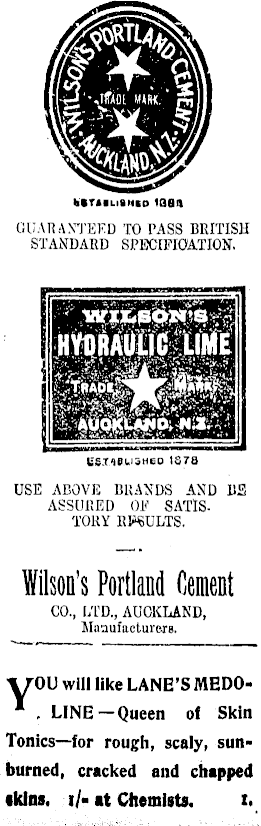 WILSON'S PORTLAND CEMENT
TRADE MARK.
AUCKLAND, N.Z.
ESTABLISHED
GUARANTEED TO PASS BRITISH
STANDARD SPECIFICATION.
WILSON'S
HYDRAULIC LIME
TRADE MARK
AUCKLAND, N.Z.
ESTABLISHED 1878
USE ABOVE BRANDS AND BE
ASSURED OF SATIS-
TORY RESULTS.
Wilson's Portland Cement
CO., LTD., AUCKLAND,
Manufacturers.
YOU will like LANE'S MEDO-
LINE—Queen of Skin
Tonics—for rough, scaly, sun-
burned, cracked and chapped
skins. 1/- at Chemists. 1.